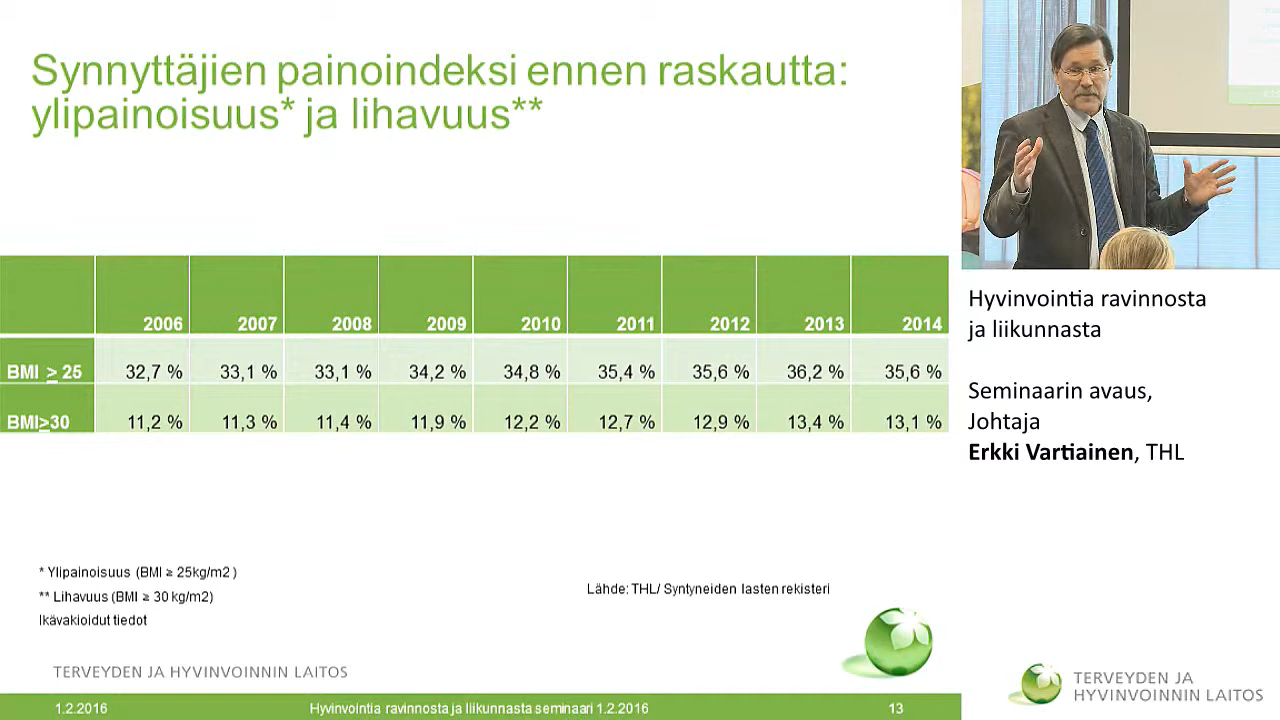 Synnyttäjien painoindeksi ennen raskautta:
ylipainoisuus* ja lihavuus**
2006 2007 2008 2009 2010 2011 2012 2013 2014
BMI ≥ 25 32,7 % 33,1 % 33,1 % 34,2 % 34,8 % 35,4 % 35,6 % 36,2 % 35,6 %
BMI≥30 11,2 % 11,3 % 11,4 % 11,9 % 12,2 % 12,7 % 12,9 % 13,4 % 13,1 %
* Ylipainoisuus (BMI ≥ 25kg/m2 )
** Lihavuus (BMI ≥ 30 kg/m2)
Ikävakioidut tiedot
Lähde: THL/ Syntyneiden lasten rekisteri
TERVEYDEN JA HYVINVOINNIN LAITOS
1.2.2016 Hyvinvointia ravinnosta ja liikunnasta seminaari 1.2.2016 13
Hyvinvointia ravinnosta
ja liikunnasta
Seminaarin avaus,
Johtaja
Erkki Vartiainen, THL
TERVEYDEN JA
HYVINVOINNIN LAITOS